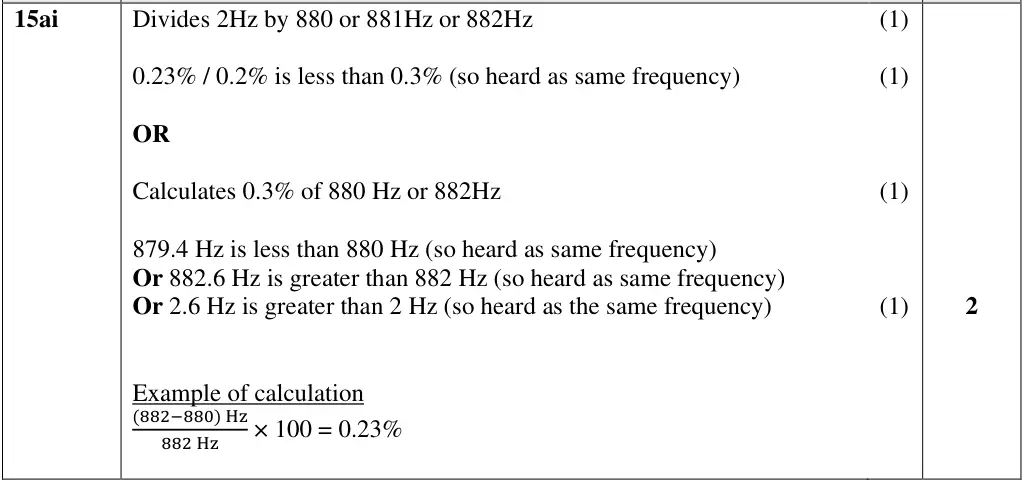 15ai Divides 2Hz by 880 or 881Hz or 882Hz (1)
0.23% / 0.2% is less than 0.3% (so heard as same frequency) (1)
OR
Calculates 0.3% of 880 Hz or 882Hz (1)
879.4 Hz is less than 880 Hz (so heard as same frequency)
Or 882.6 Hz is greater than 882 Hz (so heard as same frequency)
Or 2.6 Hz is greater than 2 Hz (so heard as the same frequency) (1) 2
Example of calculation
(882−880) Hz
882 Hz
× 100 = 0.23%